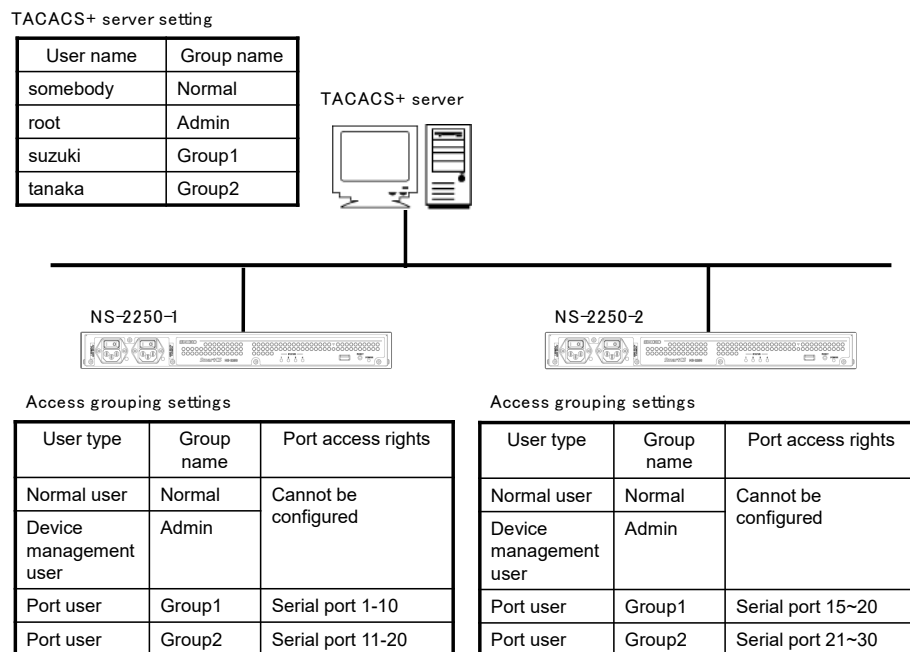 TACACS+ server setting
User name Group name
somebody Normal
root Admin
suzuki Group1
tanaka Group2
TACACS+ server
NS-2250-1
NS-2250-2
Access grouping settings
User type Group name Port access rights
Normal user Normal Cannot be configured
Device management user Admin
Port user Group1 Serial port 1-10
Port user Group2 Serial port 11-20
Access grouping settings
User type Group name Port access rights
Normal user Normal Cannot be configured
Device management user Admin
Port user Group1 Serial port 15~20
Port user Group2 Serial port 21~30